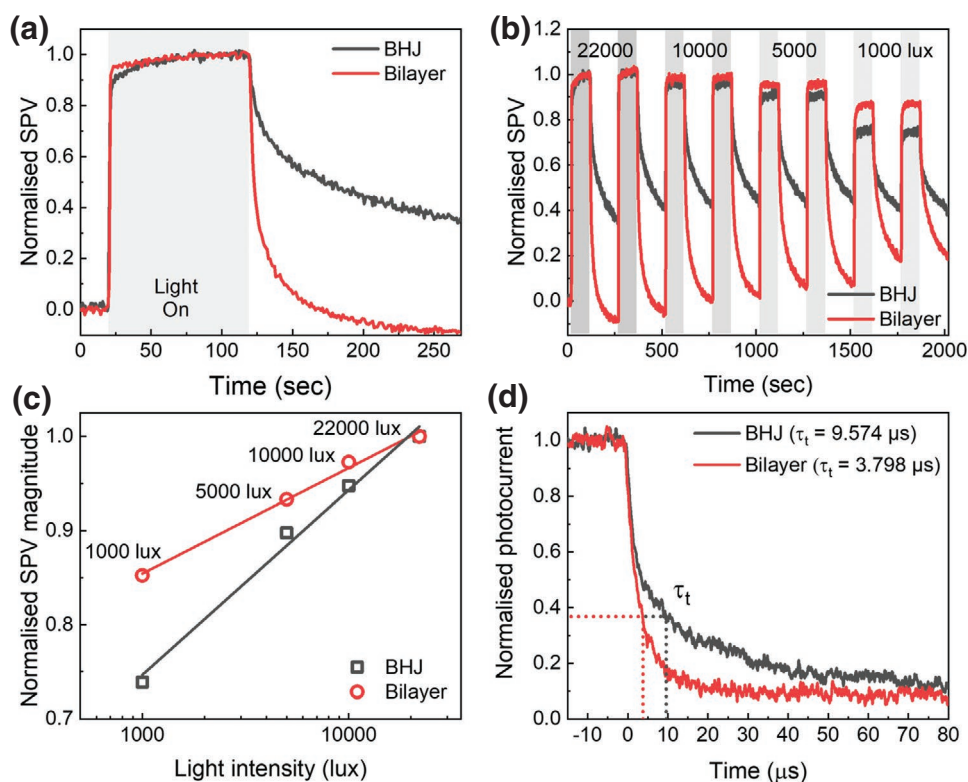 (a)
Normalised SPV
1.0
0.8
0.6
0.4
0.2
0.0
BHJ
Bilayer
Light
On
0 50 100 150 200 250
Time (sec)
(b)
Normalised SPV
1.2
1.0
0.8
0.6
0.4
0.2
0.0
22000 10000 5000 1000 lux
BHJ
Bilayer
0 500 1000 1500 2000
Time (sec)
(c)
Normalised SPV magnitude
1.0
0.9
0.8
0.7
22000 lux
10000 lux
5000 lux
1000 lux
BHJ
Bilayer
1000 10000
Light intensity (lux)
(d)
Normalised photocurrent
1.0
0.8
0.6
0.4
0.2
0.0
BHJ (τt = 9.574 µs)
Bilayer (τt = 3.798 µs)
τt
-10 0 10 20 30 40 50 60 70 80
Time (µs)